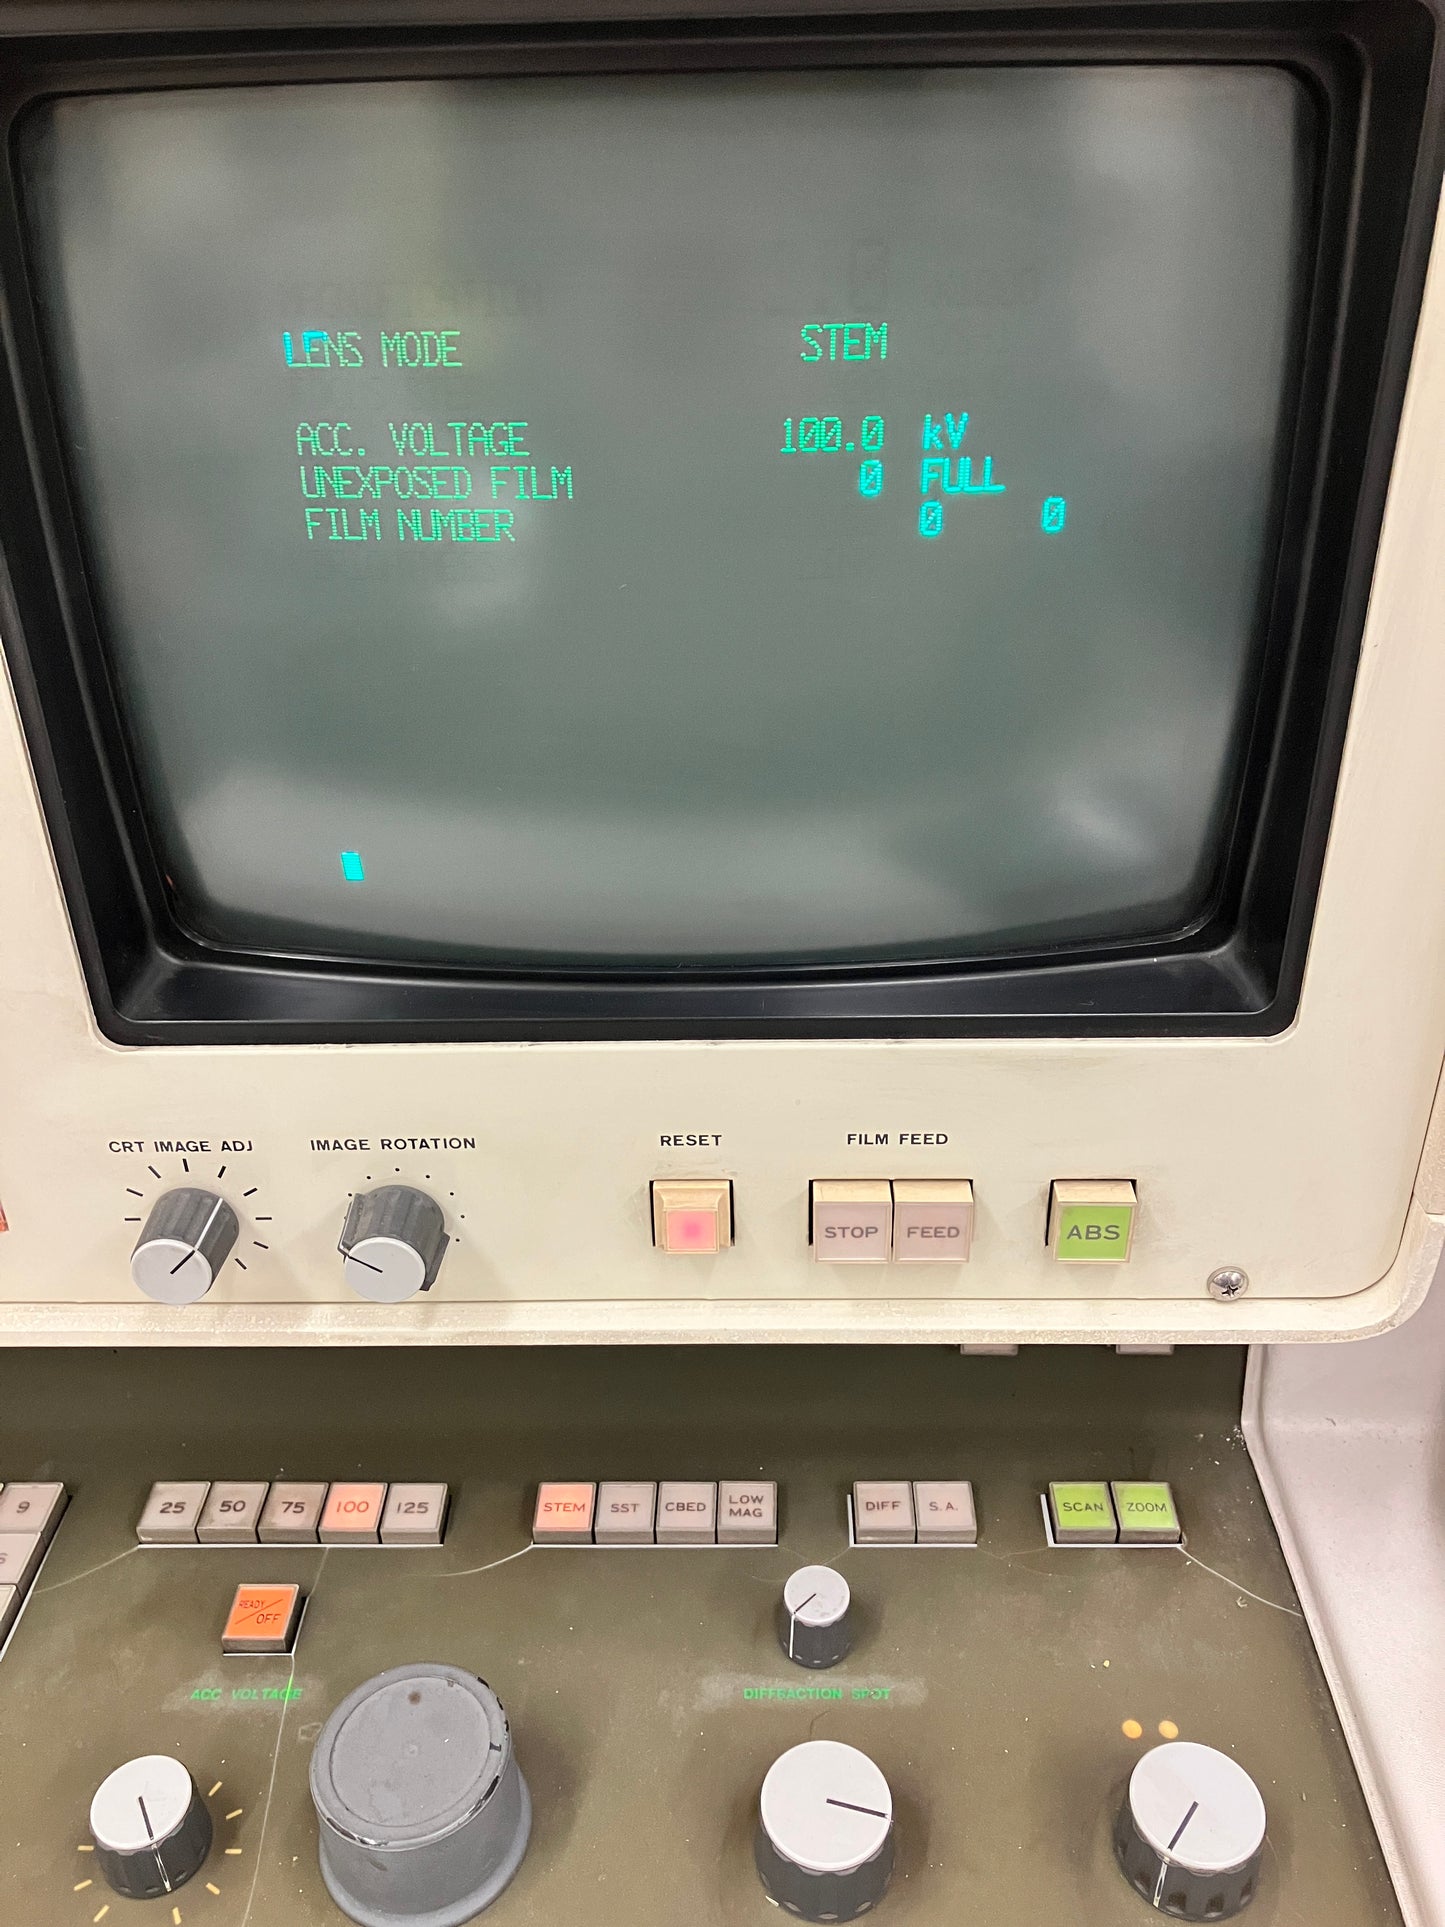 LENS MODE STEM
ACC. VOLTAGE 100.0 kV
UNEXPOSED FILM 0 FULL
FILM NUMBER 0 0
CRT IMAGE ADJ IMAGE ROTATION RESET FILM FEED
STOP FEED ABS
9 25 50 75 100 125 STEM SST CBED LOW MAG DIFF S.A. SCAN ZOOM
READY/OFF
ACC VOLTAGE DIFFRACTION SPOT